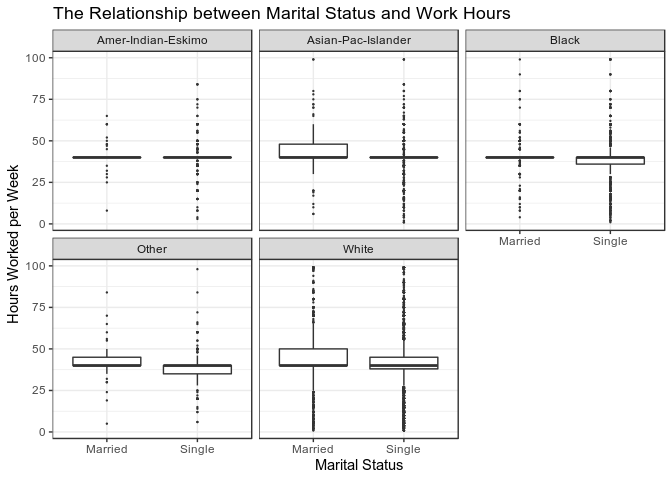 The Relationship between Marital Status and Work Hours
Amer-Indian-Eskimo
Asian-Pac-Islander
Black
100
75
50
25
0
Married
Single
Other
White
100
75
50
25
0
Married
Single
Married
Single
Hours Worked per Week
Marital Status